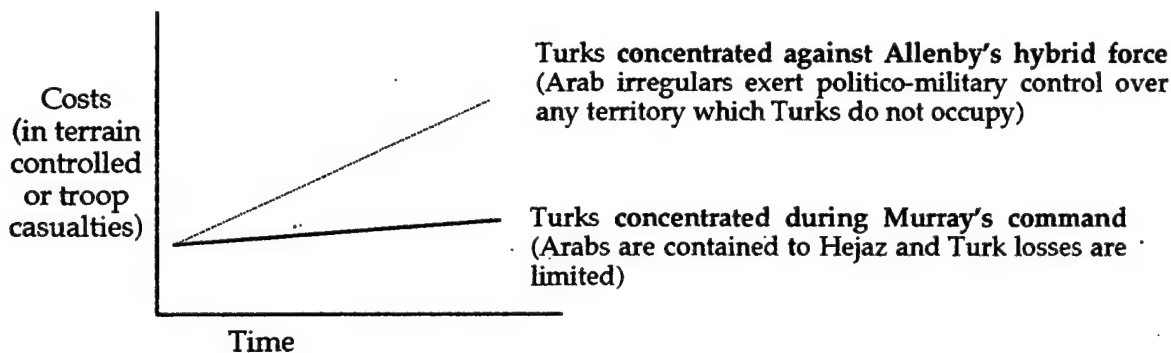 Costs
(in terrain
controlled
or troop
casualties)
Turks concentrated against Allenby's hybrid force
(Arab irregulars exert politico-military control over
any territory which Turks do not occupy)
Turks concentrated during Murray's command
(Arabs are contained to Hejaz and Turk losses are
limited)
Time